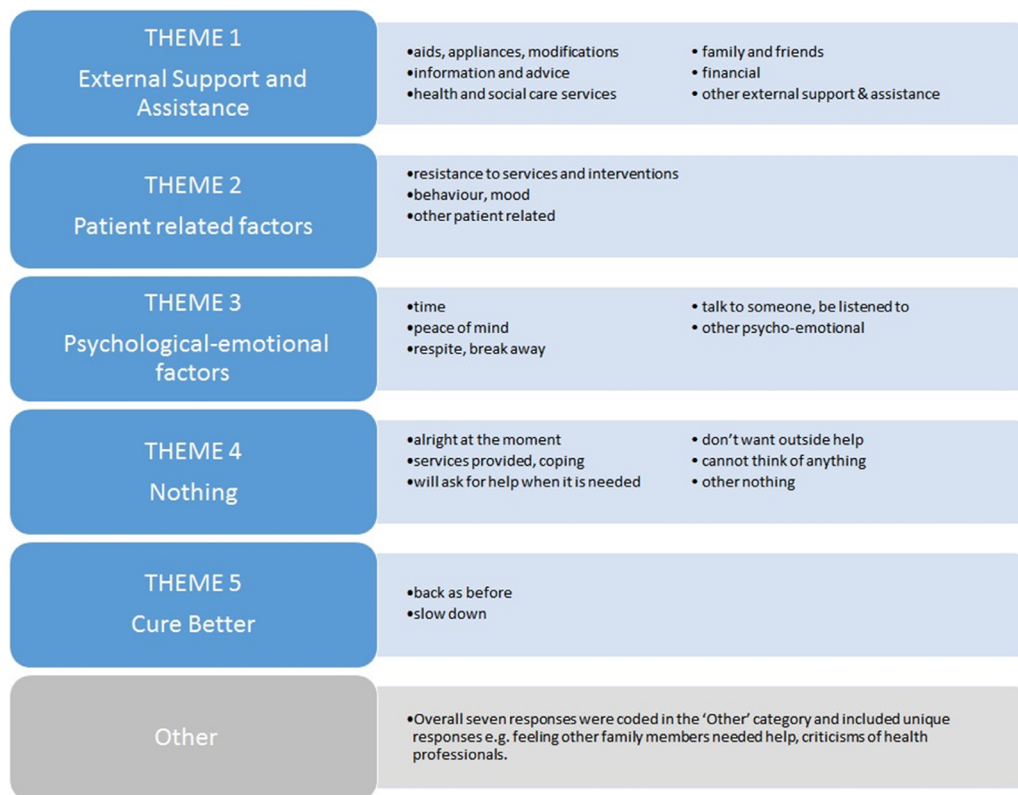 THEME 1
External Support and
Assistance
•aids, appliances, modifications
•information and advice
•health and social care services
• family and friends
• financial
• other external support & assistance
THEME 2
Patient related factors
•resistance to services and interventions
•behaviour, mood
•other patient related
THEME 3
Psychological-emotional
factors
•time
•peace of mind
•respite, break away
• talk to someone, be listened to
• other psycho-emotional
THEME 4
Nothing
•alright at the moment
•services provided, coping
•will ask for help when it is needed
• don't want outside help
• cannot think of anything
• other nothing
THEME 5
Cure Better
•back as before
•slow down
Other
•Overall seven responses were coded in the 'Other' category and included unique
responses e.g. feeling other family members needed help, criticisms of health
professionals.